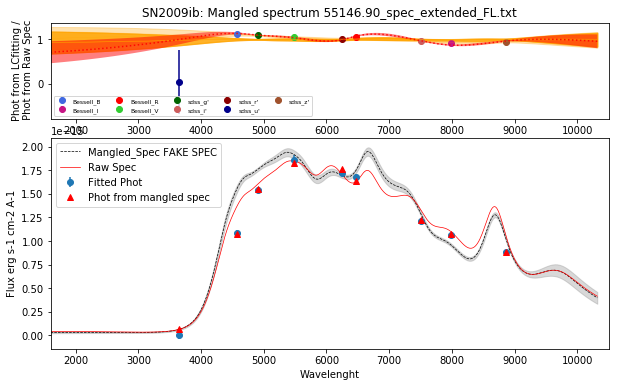 SN2009ib: Mangled spectrum 55146.90_spec_extended_FL.txt
Phot from LCfitting /
Phot from Raw Spec
1
0
Bessell_B Bessell_R sdss_g' sdss_r' sdss_z'
Bessell_I Bessell_V sdss_i' sdss_u'
2000 3000 4000 5000 6000 7000 8000 9000 10000
Flux erg s-1 cm-2 A-1
2.00
1.75
1.50
1.25
1.00
0.75
0.50
0.25
0.00
Mangled_Spec FAKE SPEC
Raw Spec
Fitted Phot
Phot from mangled spec
2000 3000 4000 5000 6000 7000 8000 9000 10000
Wavelenght